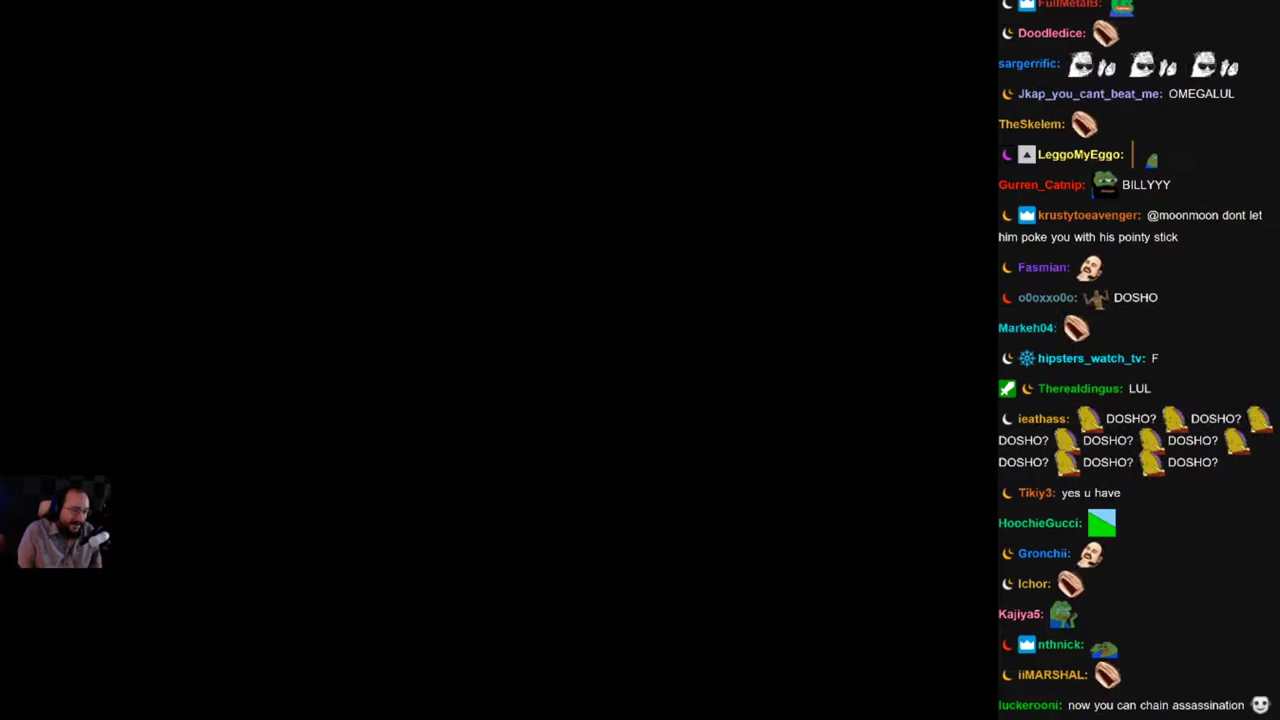 FullMetalB:
Doodledice:
sargerrific:
Jkap_you_cant_beat_me: OMEGALUL
TheSkelem:
LeggoMyEggo:
Gurren_Catnip: BILLYYY
krustytoeavenger: @moonmoon dont let
him poke you with his pointy stick
Fasmian:
o0oxxo0o: DOSHO
Markeh04:
hipsters_watch_tv: F
Therealdingus: LUL
ieathass: DOSHO? DOSHO?
DOSHO? DOSHO? DOSHO?
DOSHO? DOSHO? DOSHO?
Tikiy3: yes u have
HoochieGucci:
Gronchii:
Ichor:
Kajiya5:
nthnick:
iiMARSHAL:
luckerooni: now you can chain assassination